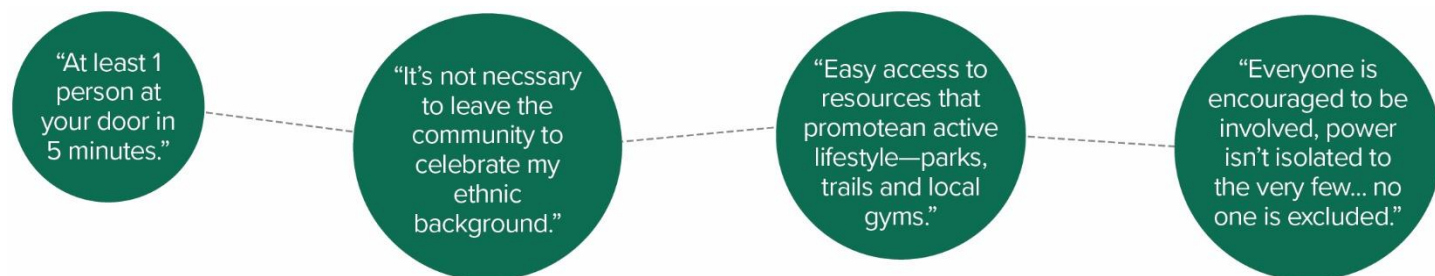 “At least 1
person at
your door in
5 minutes.”
“It’s not necssary
to leave the
community to
celebrate my
ethnic
background.”
“Easy access to
resources that
promotean active
lifestyle—parks,
trails and local
gyms.”
“Everyone is
encouraged to be
involved, power
isn’t isolated to
the very few... no
one is excluded.”